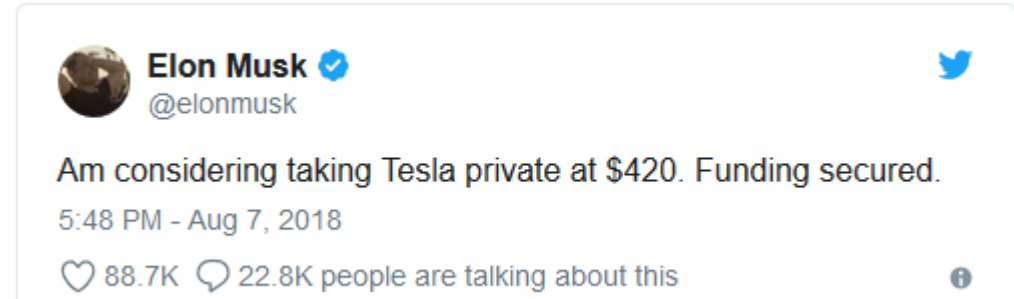 Elon Musk
@elonmusk
Am considering taking Tesla private at $420. Funding secured.
5:48 PM - Aug 7, 2018
88.7K 22.8K people are talking about this